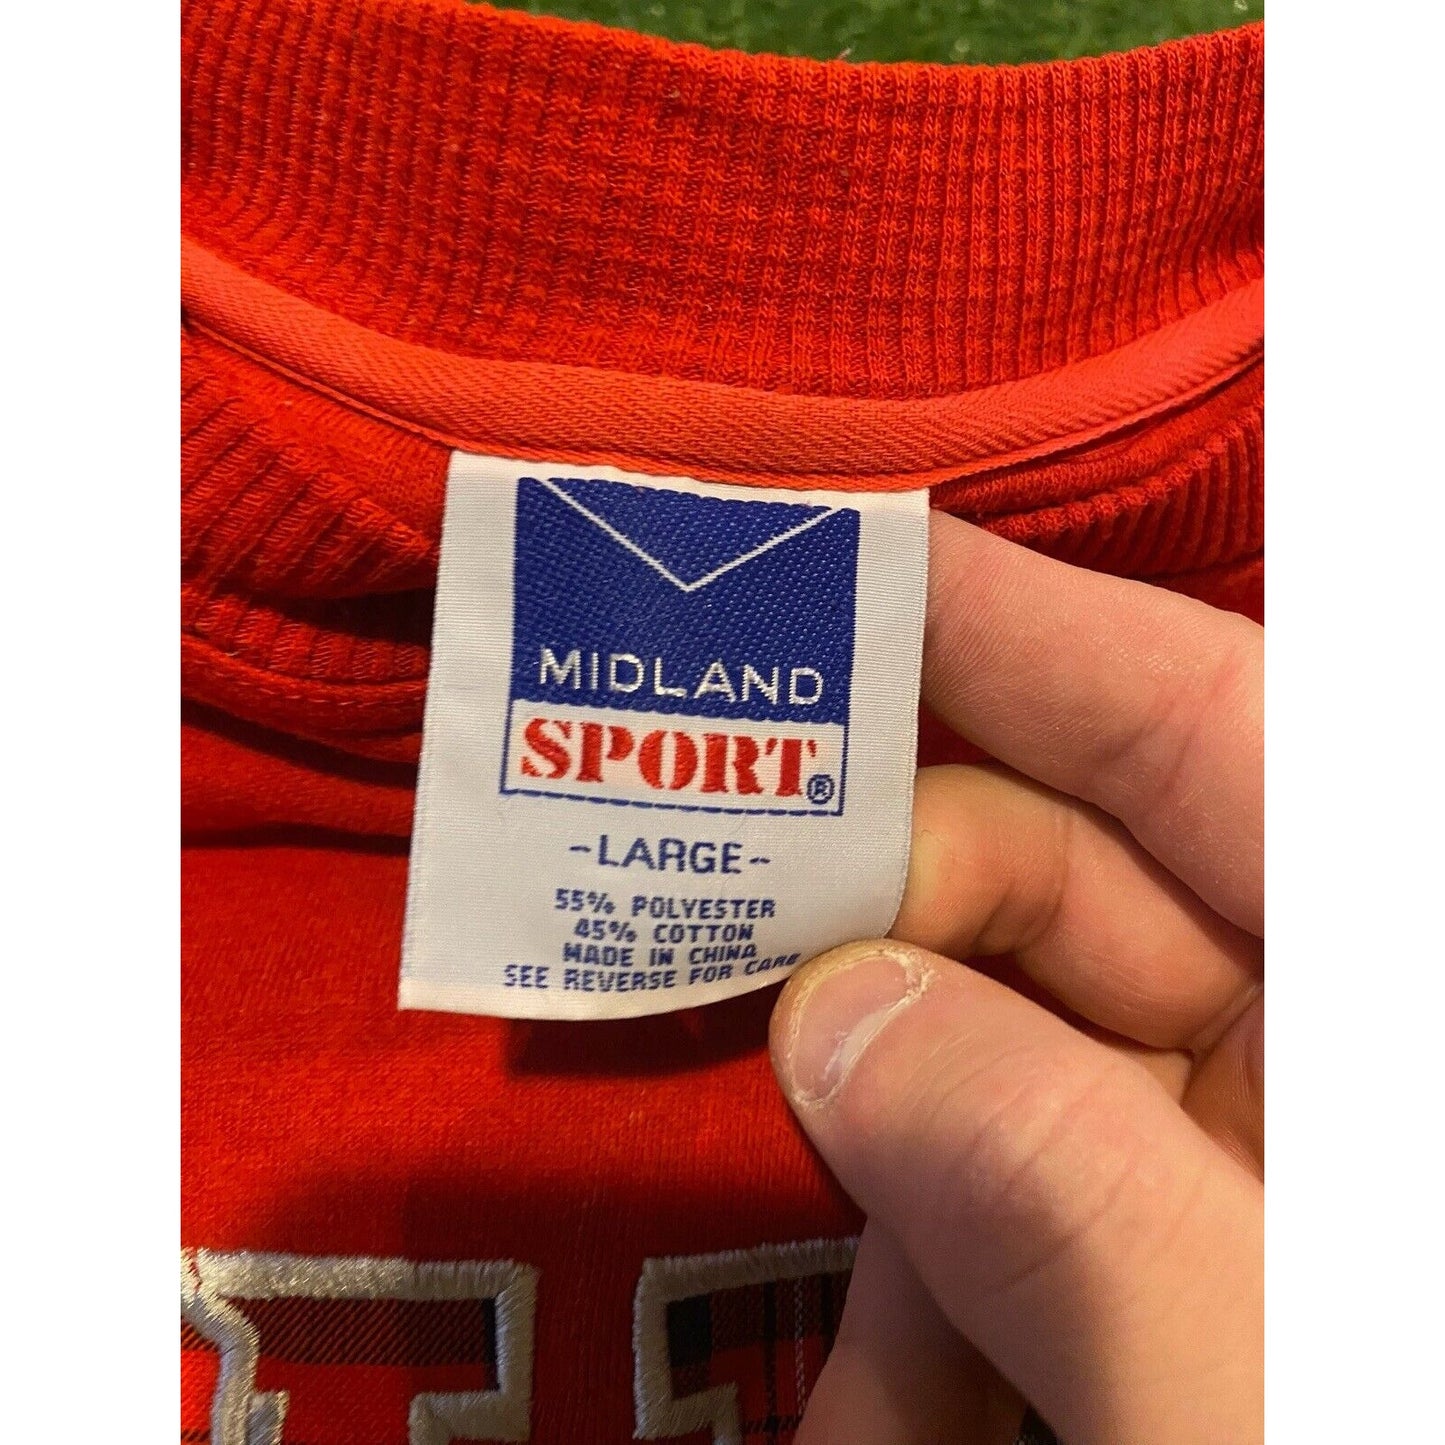 MIDLAND
SPORT®
-LARGE-
55% POLYESTER
45% COTTON
MADE IN CHINA
SEE REVERSE FOR CARE